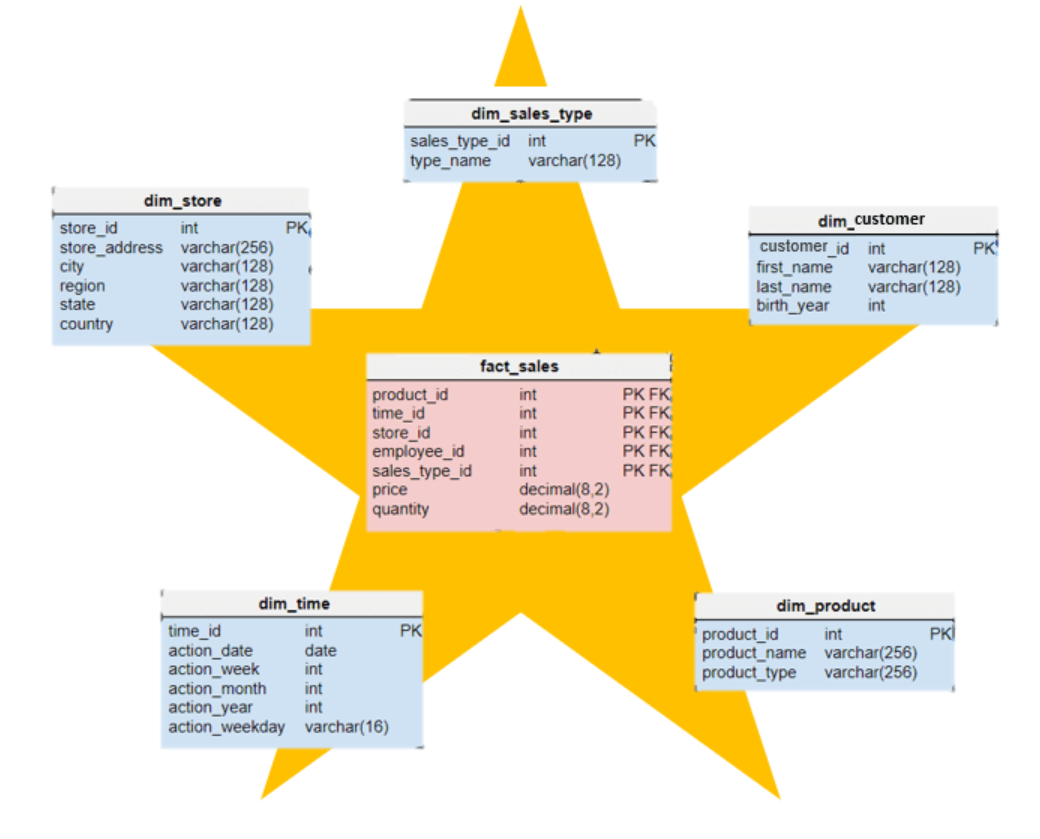 dim_sales_type
sales_type_id int PK
type_name varchar(128)
dim_store
store_id int PK
store_address varchar(256)
city varchar(128)
region varchar(128)
state varchar(128)
country varchar(128)
dim_customer
customer_id int PK
first_name varchar(128)
last_name varchar(128)
birth_year int
fact_sales
product_id int PK FK
time_id int PK FK
store_id int PK FK
employee_id int PK FK
sales_type_id int PK FK
price decimal(8,2)
quantity decimal(8,2)
dim_time
time_id int PK
action_date date
action_week int
action_month int
action_year int
action_weekday varchar(16)
dim_product
product_id int PK
product_name varchar(256)
product_type varchar(256)